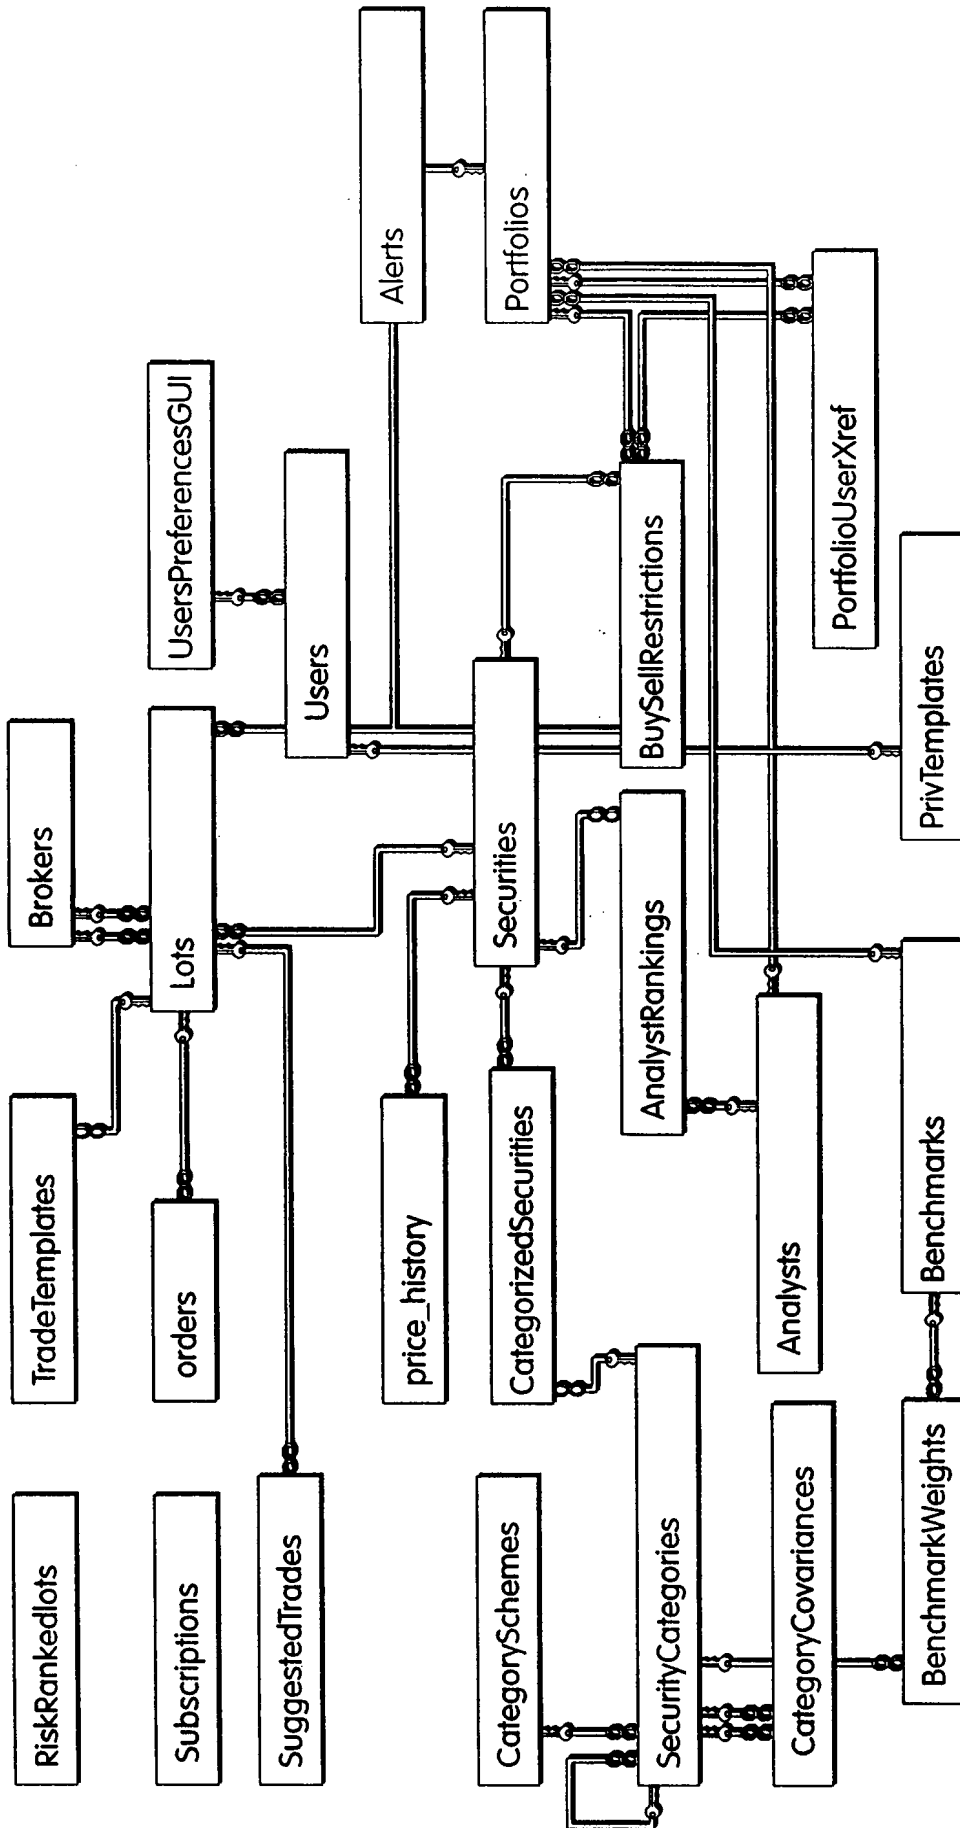 RiskRankedlots
TradeTemplates
Brokers
Subscriptions
orders
Lots
UsersPreferencesGUI
SuggestedTrades
Users
Alerts
price_history
CategorySchemes
CategorizedSecurities
Securities
Portfolios
SecurityCategories
AnalystRankings
BuySellRestrictions
CategoryCovariances
Analysts
PortfolioUserXref
BenchmarkWeights
Benchmarks
PrivTemplates